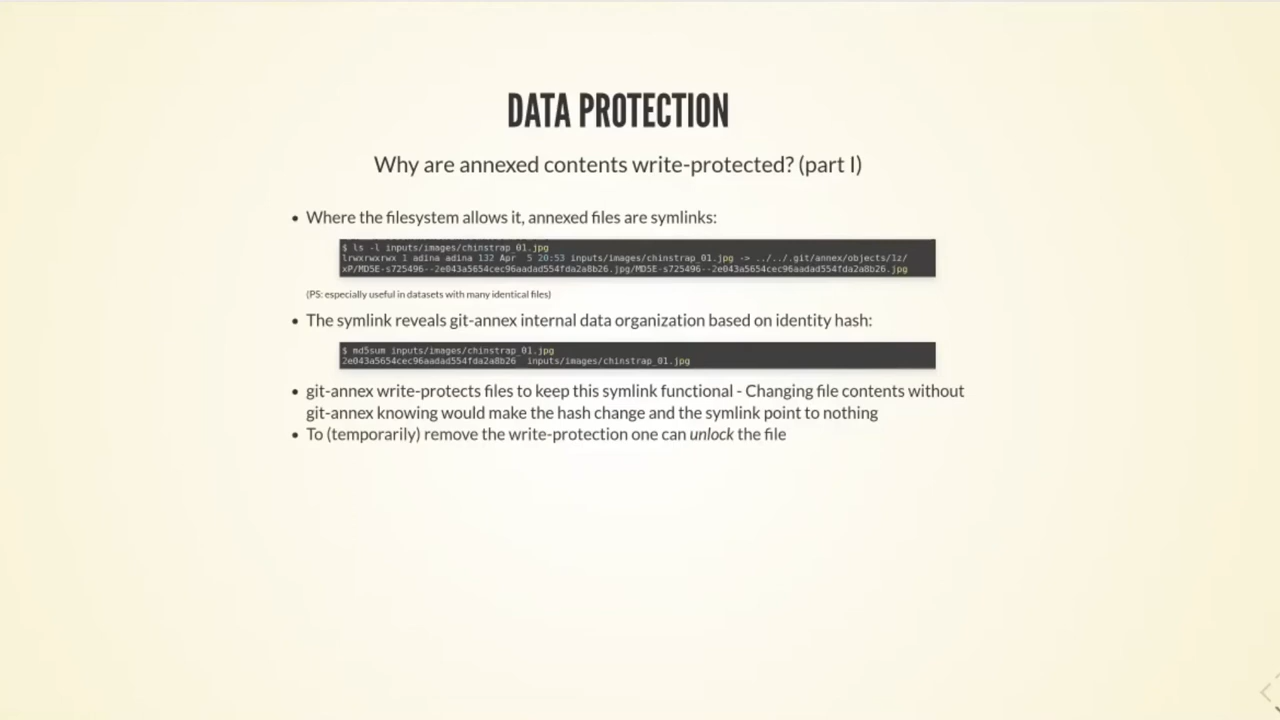 DATA PROTECTION
Why are annexed contents write-protected? (part I)
• Where the filesystem allows it, annexed files are symlinks:
$ ls -l inputs/images/chinstrap_01.jpg
lrwxrwxrwx 1 adina adina 132 Apr  5 20:53 inputs/images/chinstrap_01.jpg -> ../../.git/annex/objects/1z/
xP/MD5E-s725496--2e043a5654cec96aadad554fda2a8b26.jpg/MD5E-s725496--2e043a5654cec96aadad554fda2a8b26.jpg
(PS: especially useful in datasets with many identical files)
• The symlink reveals git-annex internal data organization based on identity hash:
$ md5sum inputs/images/chinstrap_01.jpg
2e043a5654cec96aadad554fda2a8b26  inputs/images/chinstrap_01.jpg
• git-annex write-protects files to keep this symlink functional - Changing file contents without
git-annex knowing would make the hash change and the symlink point to nothing
• To (temporarily) remove the write-protection one can unlock the file